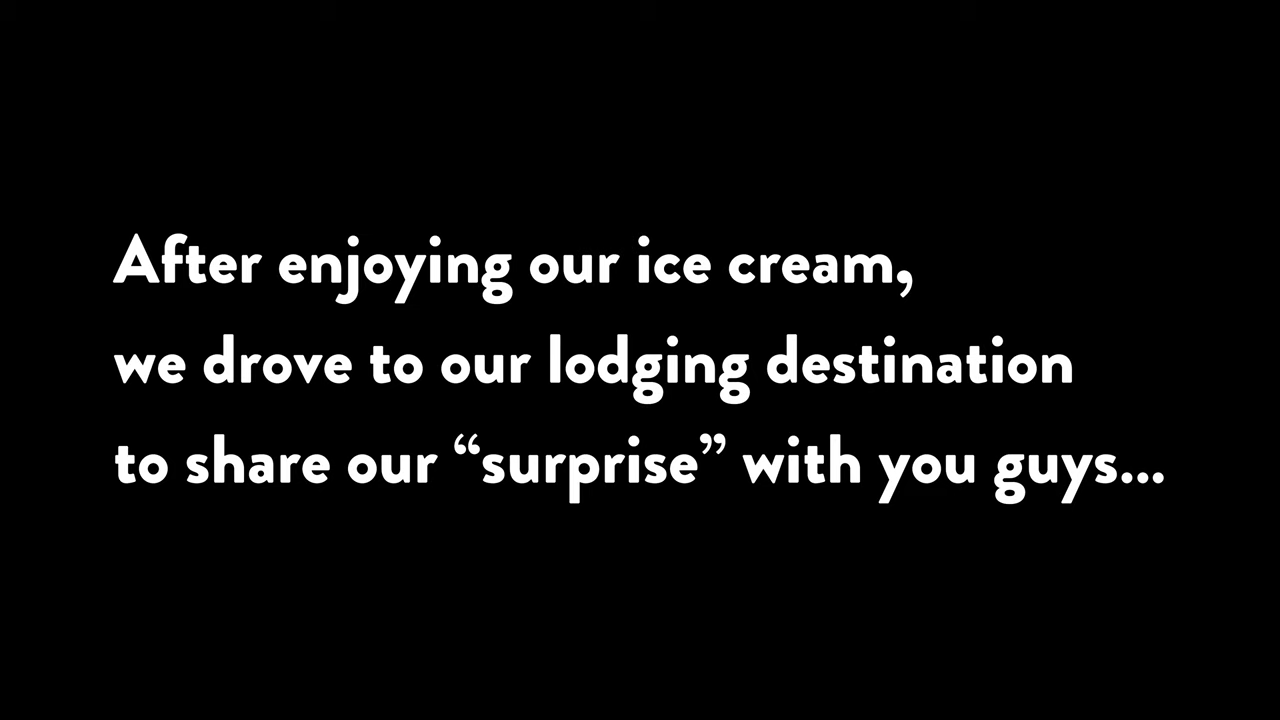 After enjoying our ice cream,
we drove to our lodging destination
to share our “surprise” with you guys...